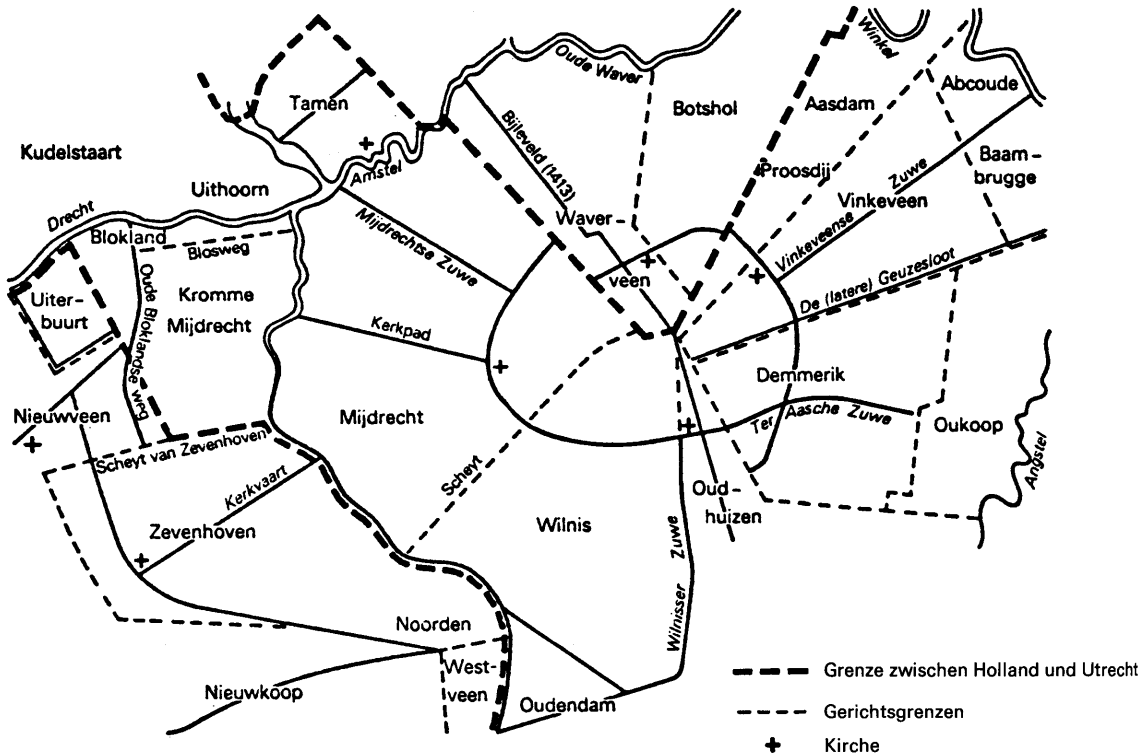 Oude Waver
Winkel
Tamen
Botshol
Aasdam
Abcoude
Kudelstaart
Bijleveld (1413)
Amstel
Proosdij
Baam-
brugge
Uithoorn
Zuwe
Vinkeveen
Vinkeveense
Drecht
Blokland
Mijdrechtse Zuwe
Waver-
veen
Blosweg
Oude Bloklandse weg
De (latere) Geuzesloot
Uiter-
buurt
Kromme
Mijdrecht
Kerkpad
Demmerik
Nieuwveen
Mijdrecht
Ter Aasche Zuwe
Oukoop
Angstel
Scheyt van Zevenhoven
Scheyt
Kerkvaart
Oud-
huizen
Zevenhoven
Wilnis
Wilnisser Zuwe
Noorden
West-
veen
Nieuwkoop
Oudendam
Grenze zwischen Holland und Utrecht
Gerichtsgrenzen
Kirche